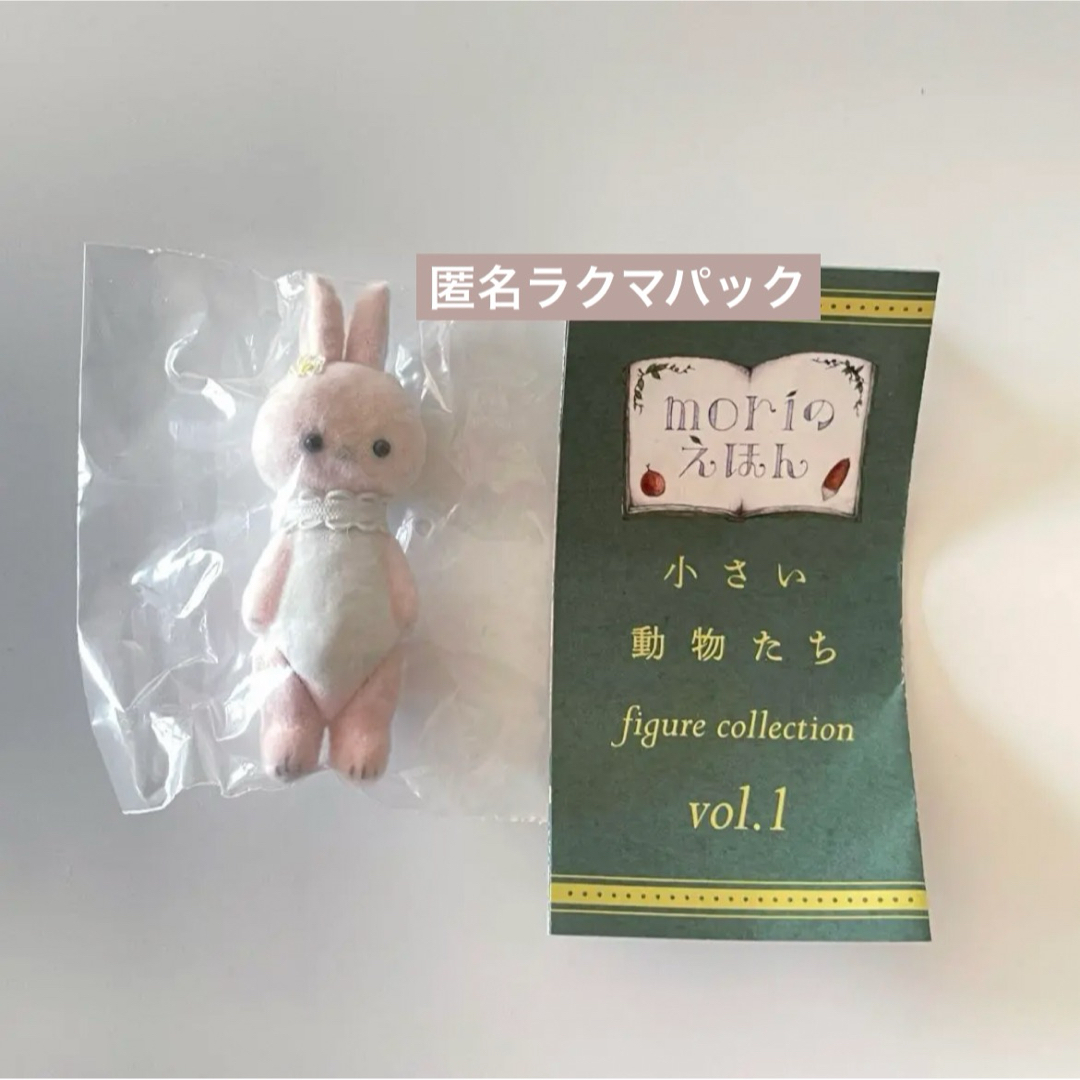 匿名ラクマパック
moriの
えほん
小さい
動物たち
figure collection
vol.1